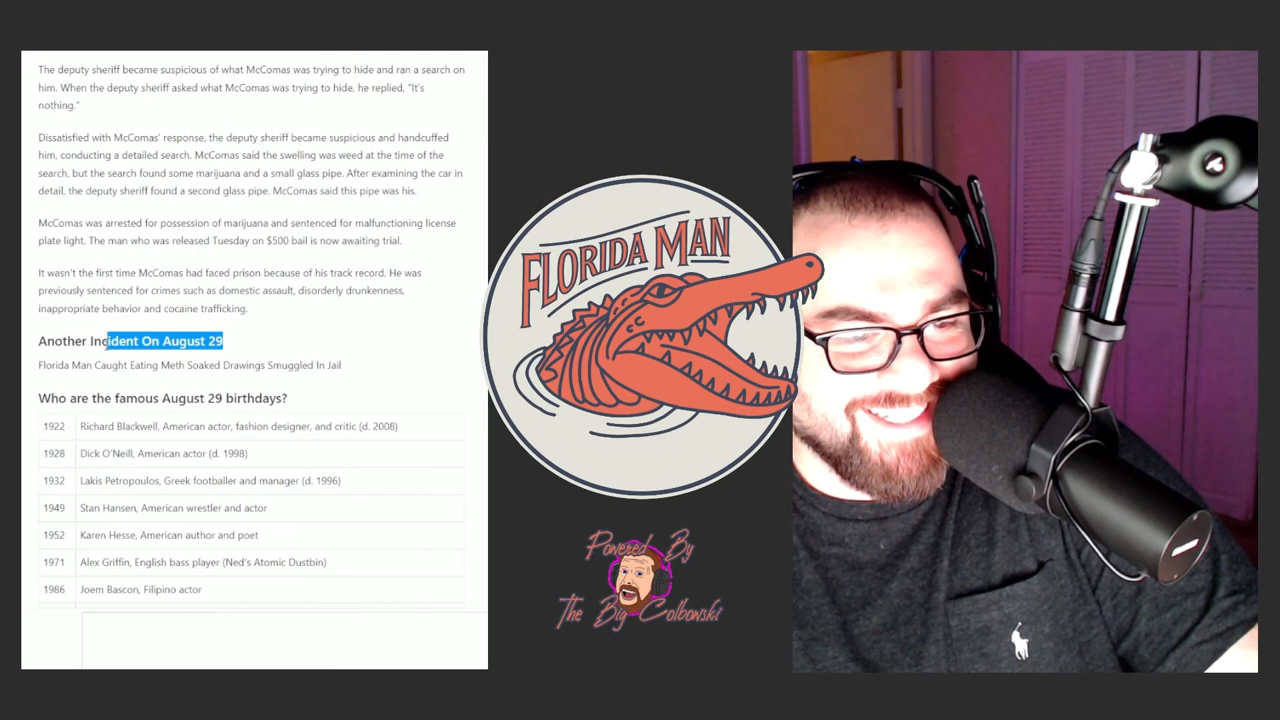 The deputy sheriff became suspicious of what McComas was trying to hide and ran a search on
him. When the deputy sheriff asked what McComas was trying to hide, he replied, "It's
nothing."
Dissatisfied with McComas' response, the deputy sheriff became suspicious and handcuffed
him, conducting a detailed search. McComas said the swelling was weed at the time of the
search, but the search found some marijuana and a small glass pipe. After examining the car in
detail, the deputy sheriff found a second glass pipe. McComas said this pipe was his.
McComas was arrested for possession of marijuana and sentenced for malfunctioning license
plate light. The man who was released Tuesday on $500 bail is now awaiting trial.
It wasn't the first time McComas had faced prison because of his track record. He was
previously sentenced for crimes such as domestic assault, disorderly drunkenness,
inappropriate behavior and cocaine trafficking.
Another Incident On August 29
Florida Man Caught Eating Meth Soaked Drawings Smuggled In Jail
Who are the famous August 29 birthdays?
1922 Richard Blackwell, American actor, fashion designer, and critic (d. 2008)
1928 Dick O'Neill, American actor (d. 1998)
1932 Lakis Petropoulos, Greek footballer and manager (d. 1996)
1949 Stan Hansen, American wrestler and actor
1952 Karen Hesse, American author and poet
1971 Alex Griffin, English bass player (Ned's Atomic Dustbin)
1986 Joem Bascon, Filipino actor
FLORIDA MAN
Powered By
The Big Colbowski